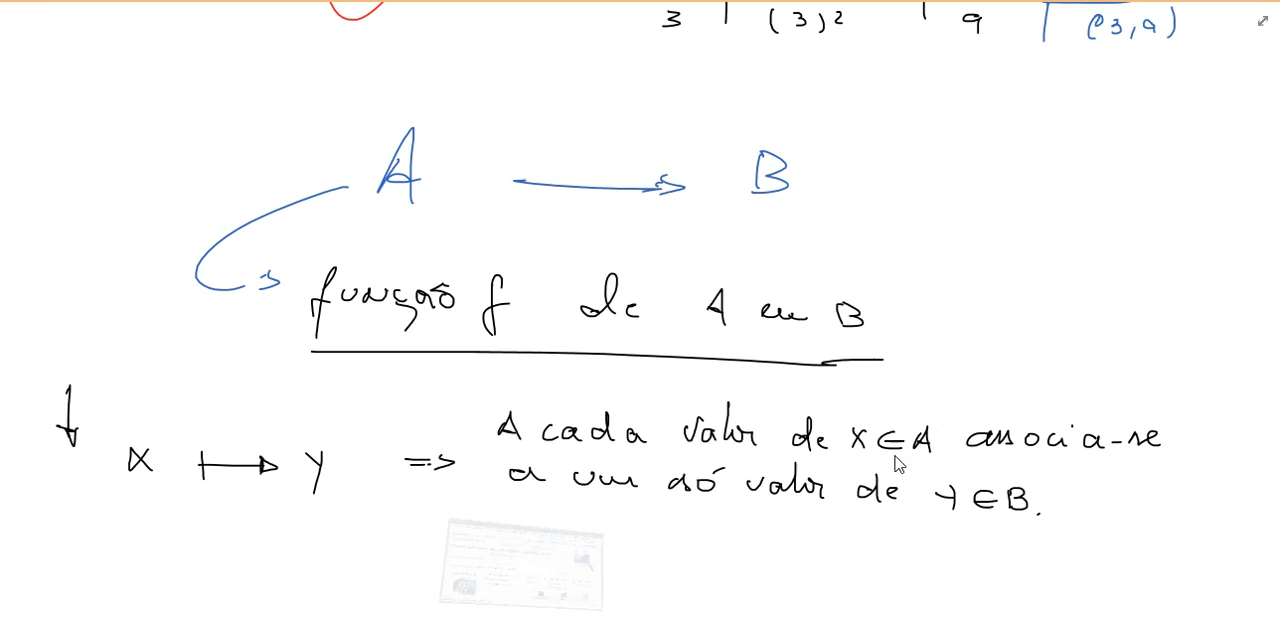 3 | (3)² | 9 | (3,9)
A → B
função f de A em B
x ↦ y ⇒ A cada valor de x ∈ A associa-se
a um só valor de y ∈ B.